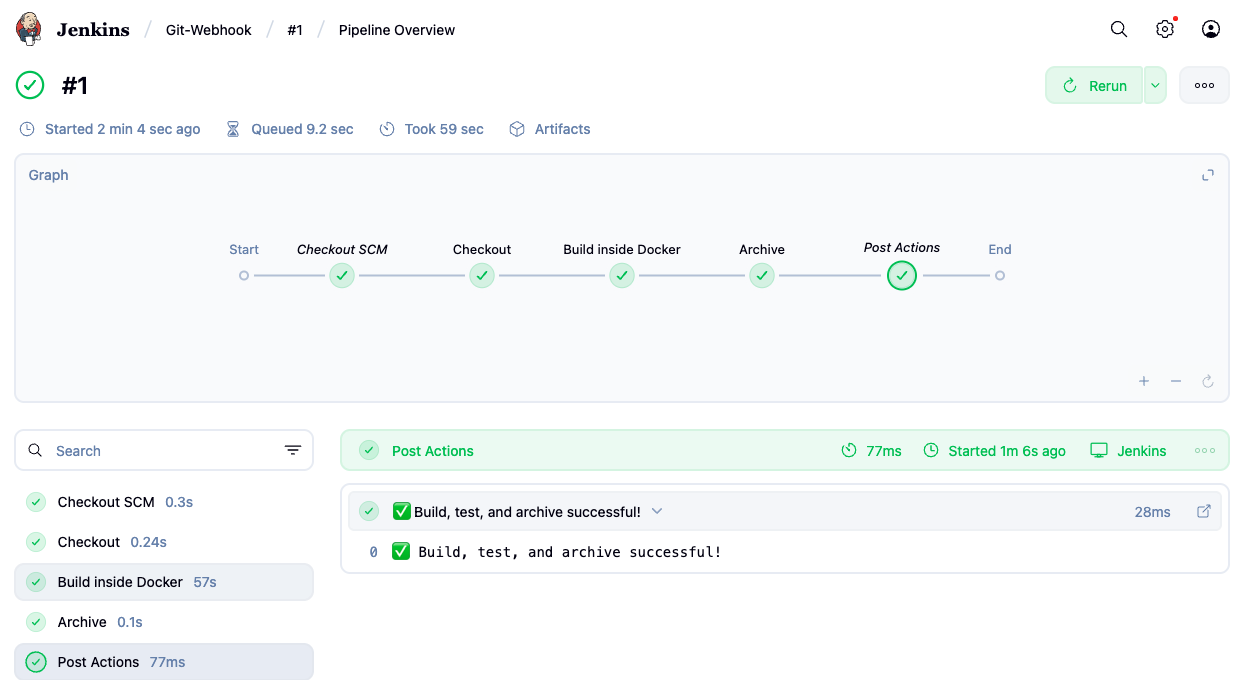 Jenkins / Git-Webhook / #1 / Pipeline Overview
#1
Rerun
Started 2 min 4 sec ago Queued 9.2 sec Took 59 sec Artifacts
Graph
Start Checkout SCM Checkout Build inside Docker Archive Post Actions End
Search
Post Actions 77ms Started 1m 6s ago Jenkins
Checkout SCM 0.3s
Checkout 0.24s
Build inside Docker 57s
Archive 0.1s
Post Actions 77ms
✅ Build, test, and archive successful! 28ms
0 ✅ Build, test, and archive successful!